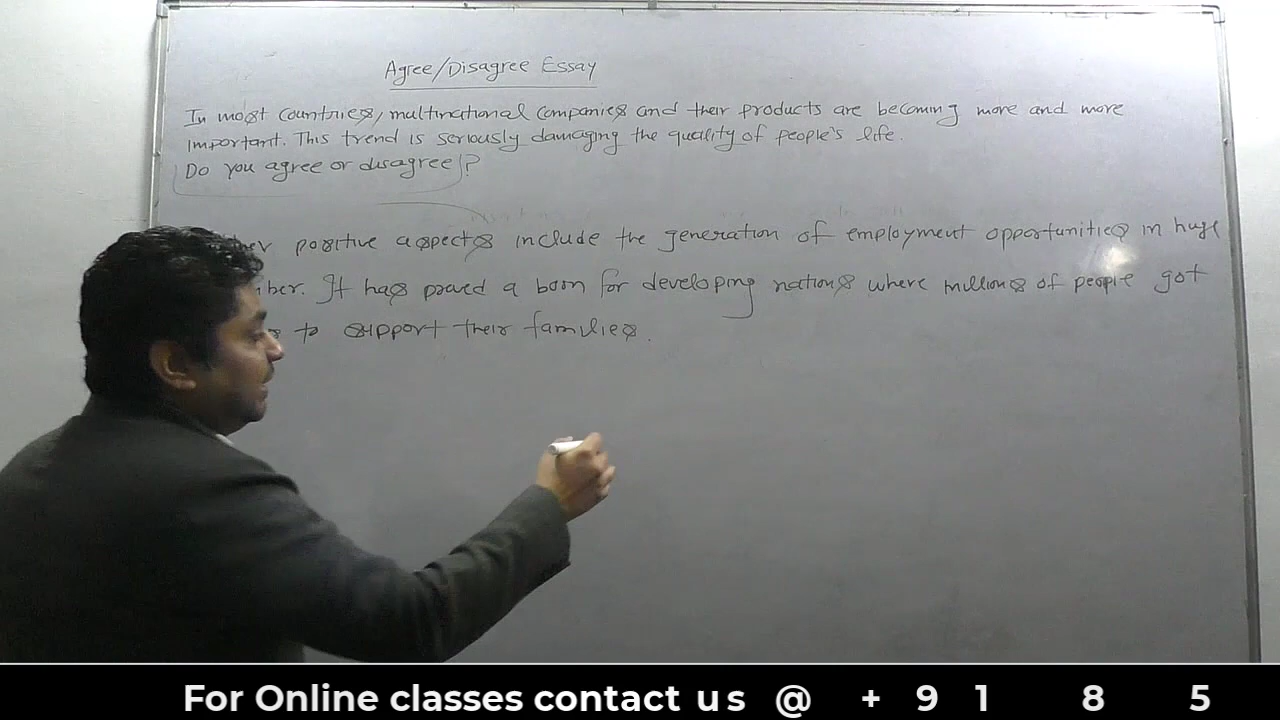 Agree/Disagree Essay
In most countries, multinational companies and their products are becoming more and more
important. This trend is seriously damaging the quality of people's life.
Do you agree or disagree?
positive aspects include the generation of employment opportunities in huge
It has proved a boon for developing nations where millions of people got
to support their families.
For Online classes contact us @ + 9 1 8 5